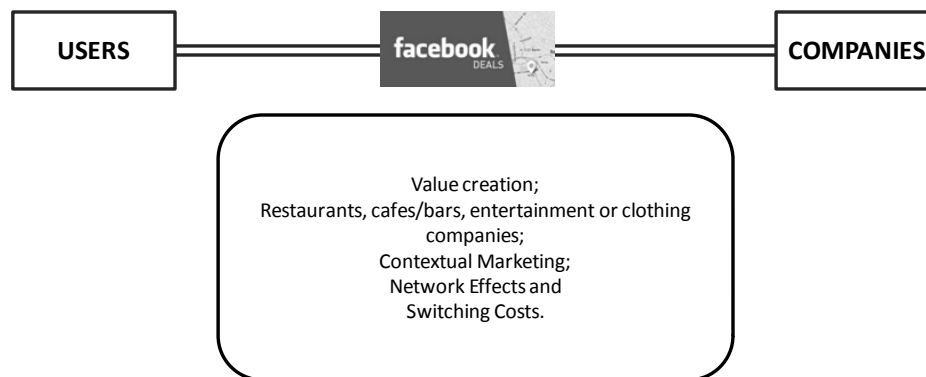 USERS
facebook
DEALS
COMPANIES
Value creation;
Restaurants, cafes/bars, entertainment or clothing
companies;
Contextual Marketing;
Network Effects and
Switching Costs.